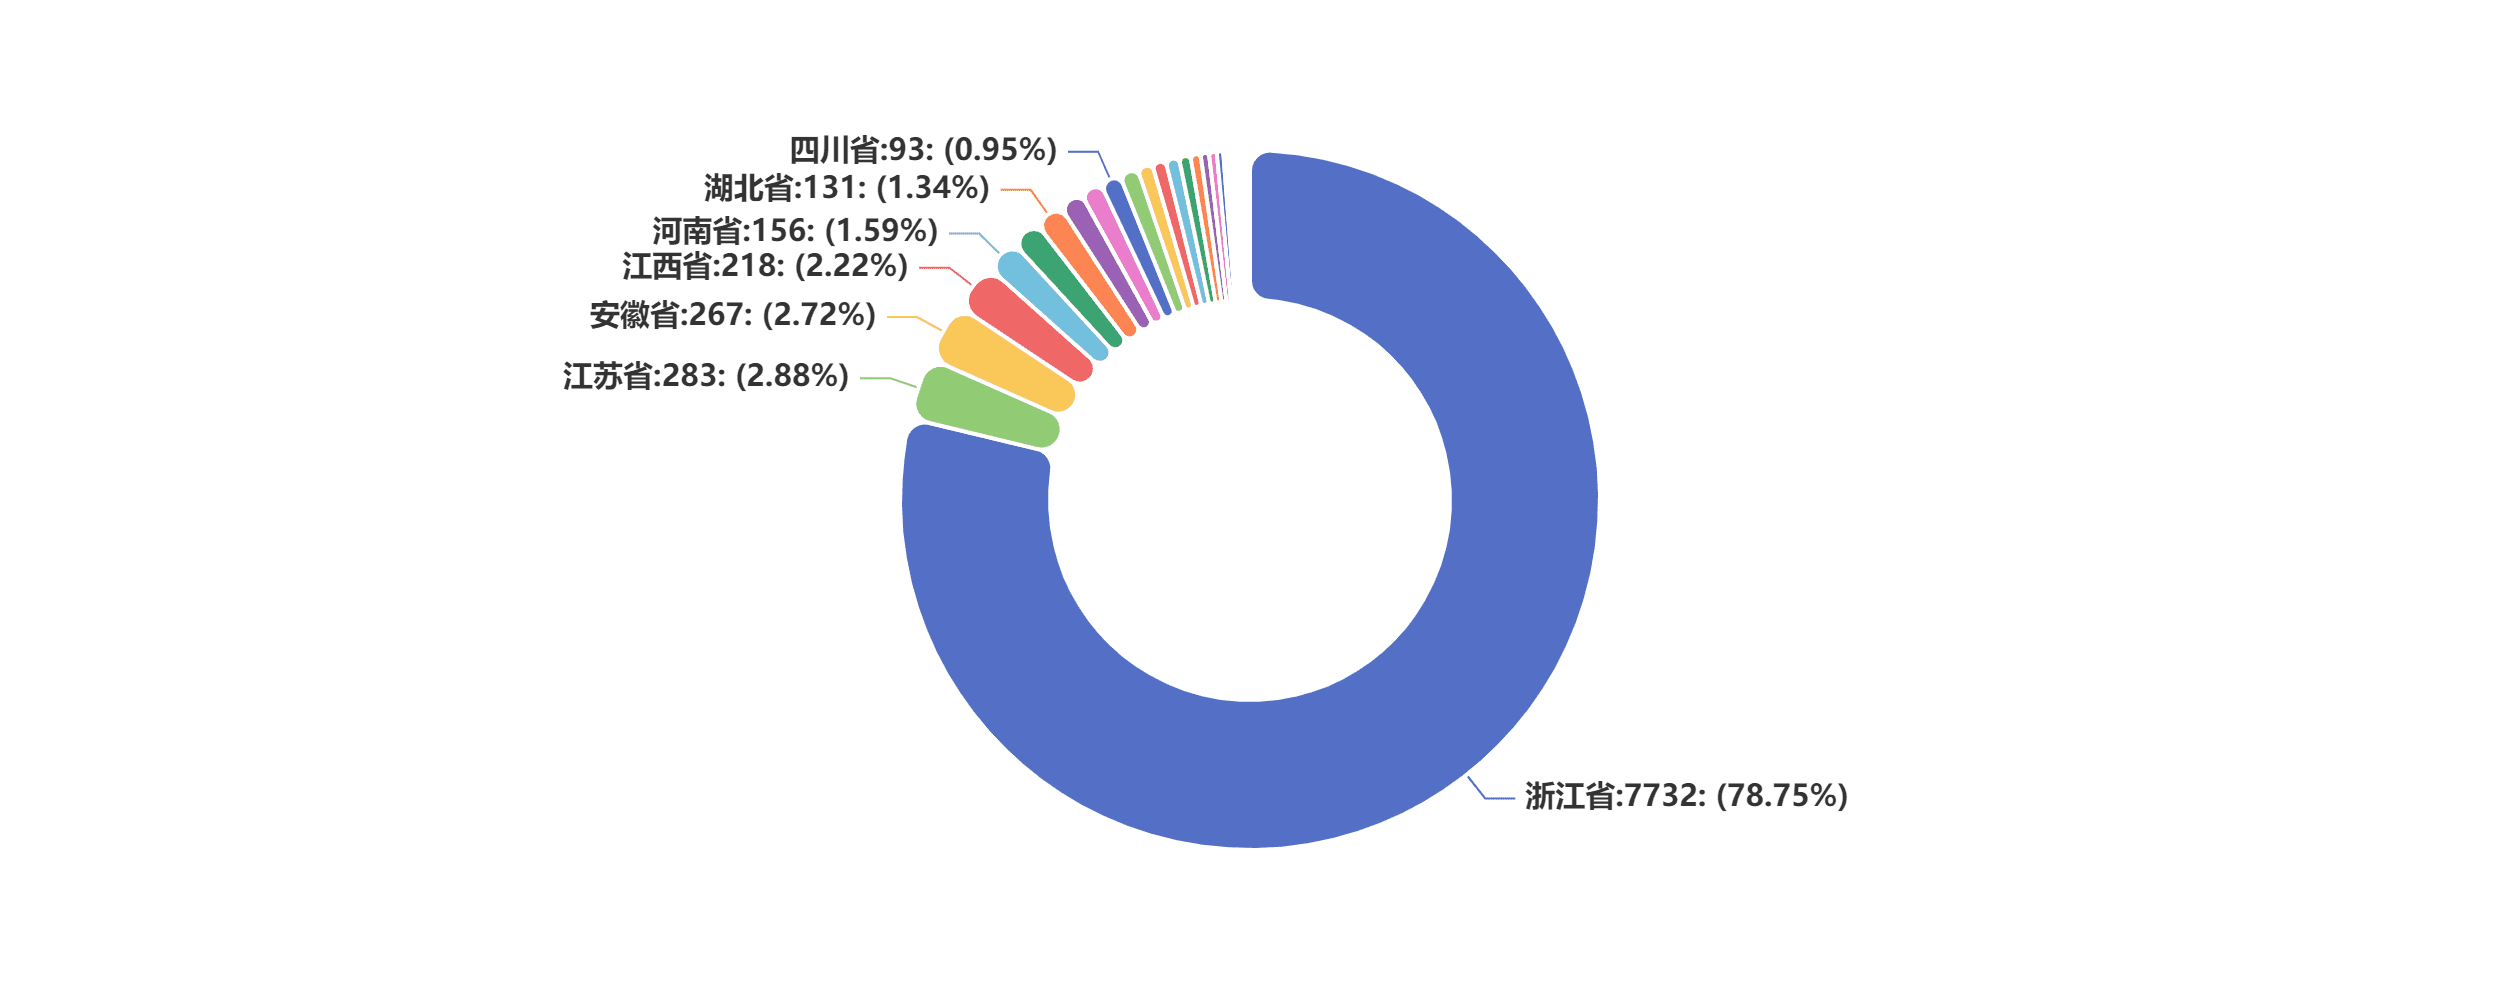 四川省:93: (0.95%)
湖北省:131: (1.34%)
河南省:156: (1.59%)
江西省:218: (2.22%)
安徽省:267: (2.72%)
江苏省:283: (2.88%)
浙江省:7732: (78.75%)